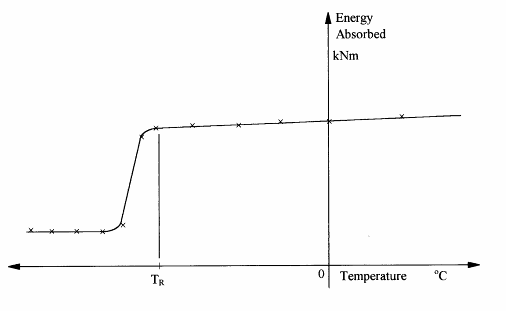 Energy
Absorbed
kNm
T_R
0
Temperature
°C